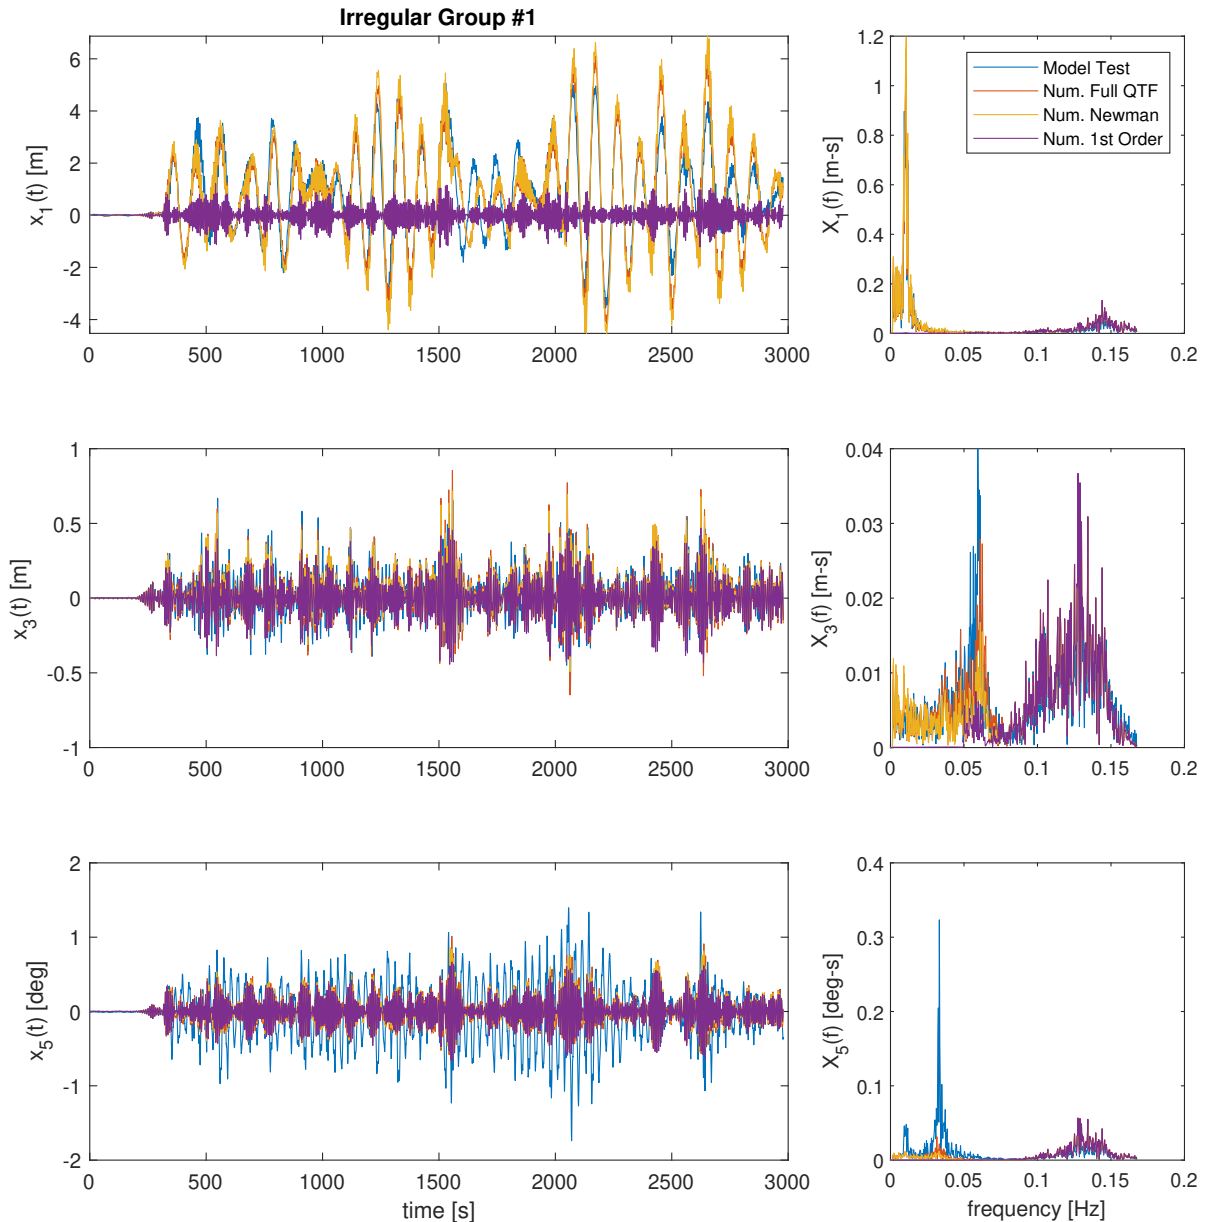 Irregular Group #1
x1(t) [m]
6
4
2
0
-2
-4
0 500 1000 1500 2000 2500 3000
X1(f) [m-s]
1.2
1
0.8
0.6
0.4
0.2
0
0 0.05 0.1 0.15 0.2
Model Test
Num. Full QTF
Num. Newman
Num. 1st Order
x3(t) [m]
1
0.5
0
-0.5
-1
0 500 1000 1500 2000 2500 3000
X3(f) [m-s]
0.04
0.03
0.02
0.01
0
0 0.05 0.1 0.15 0.2
x5(t) [deg]
2
1
0
-1
-2
0 500 1000 1500 2000 2500 3000
time [s]
X5(f) [deg-s]
0.4
0.3
0.2
0.1
0
0 0.05 0.1 0.15 0.2
frequency [Hz]